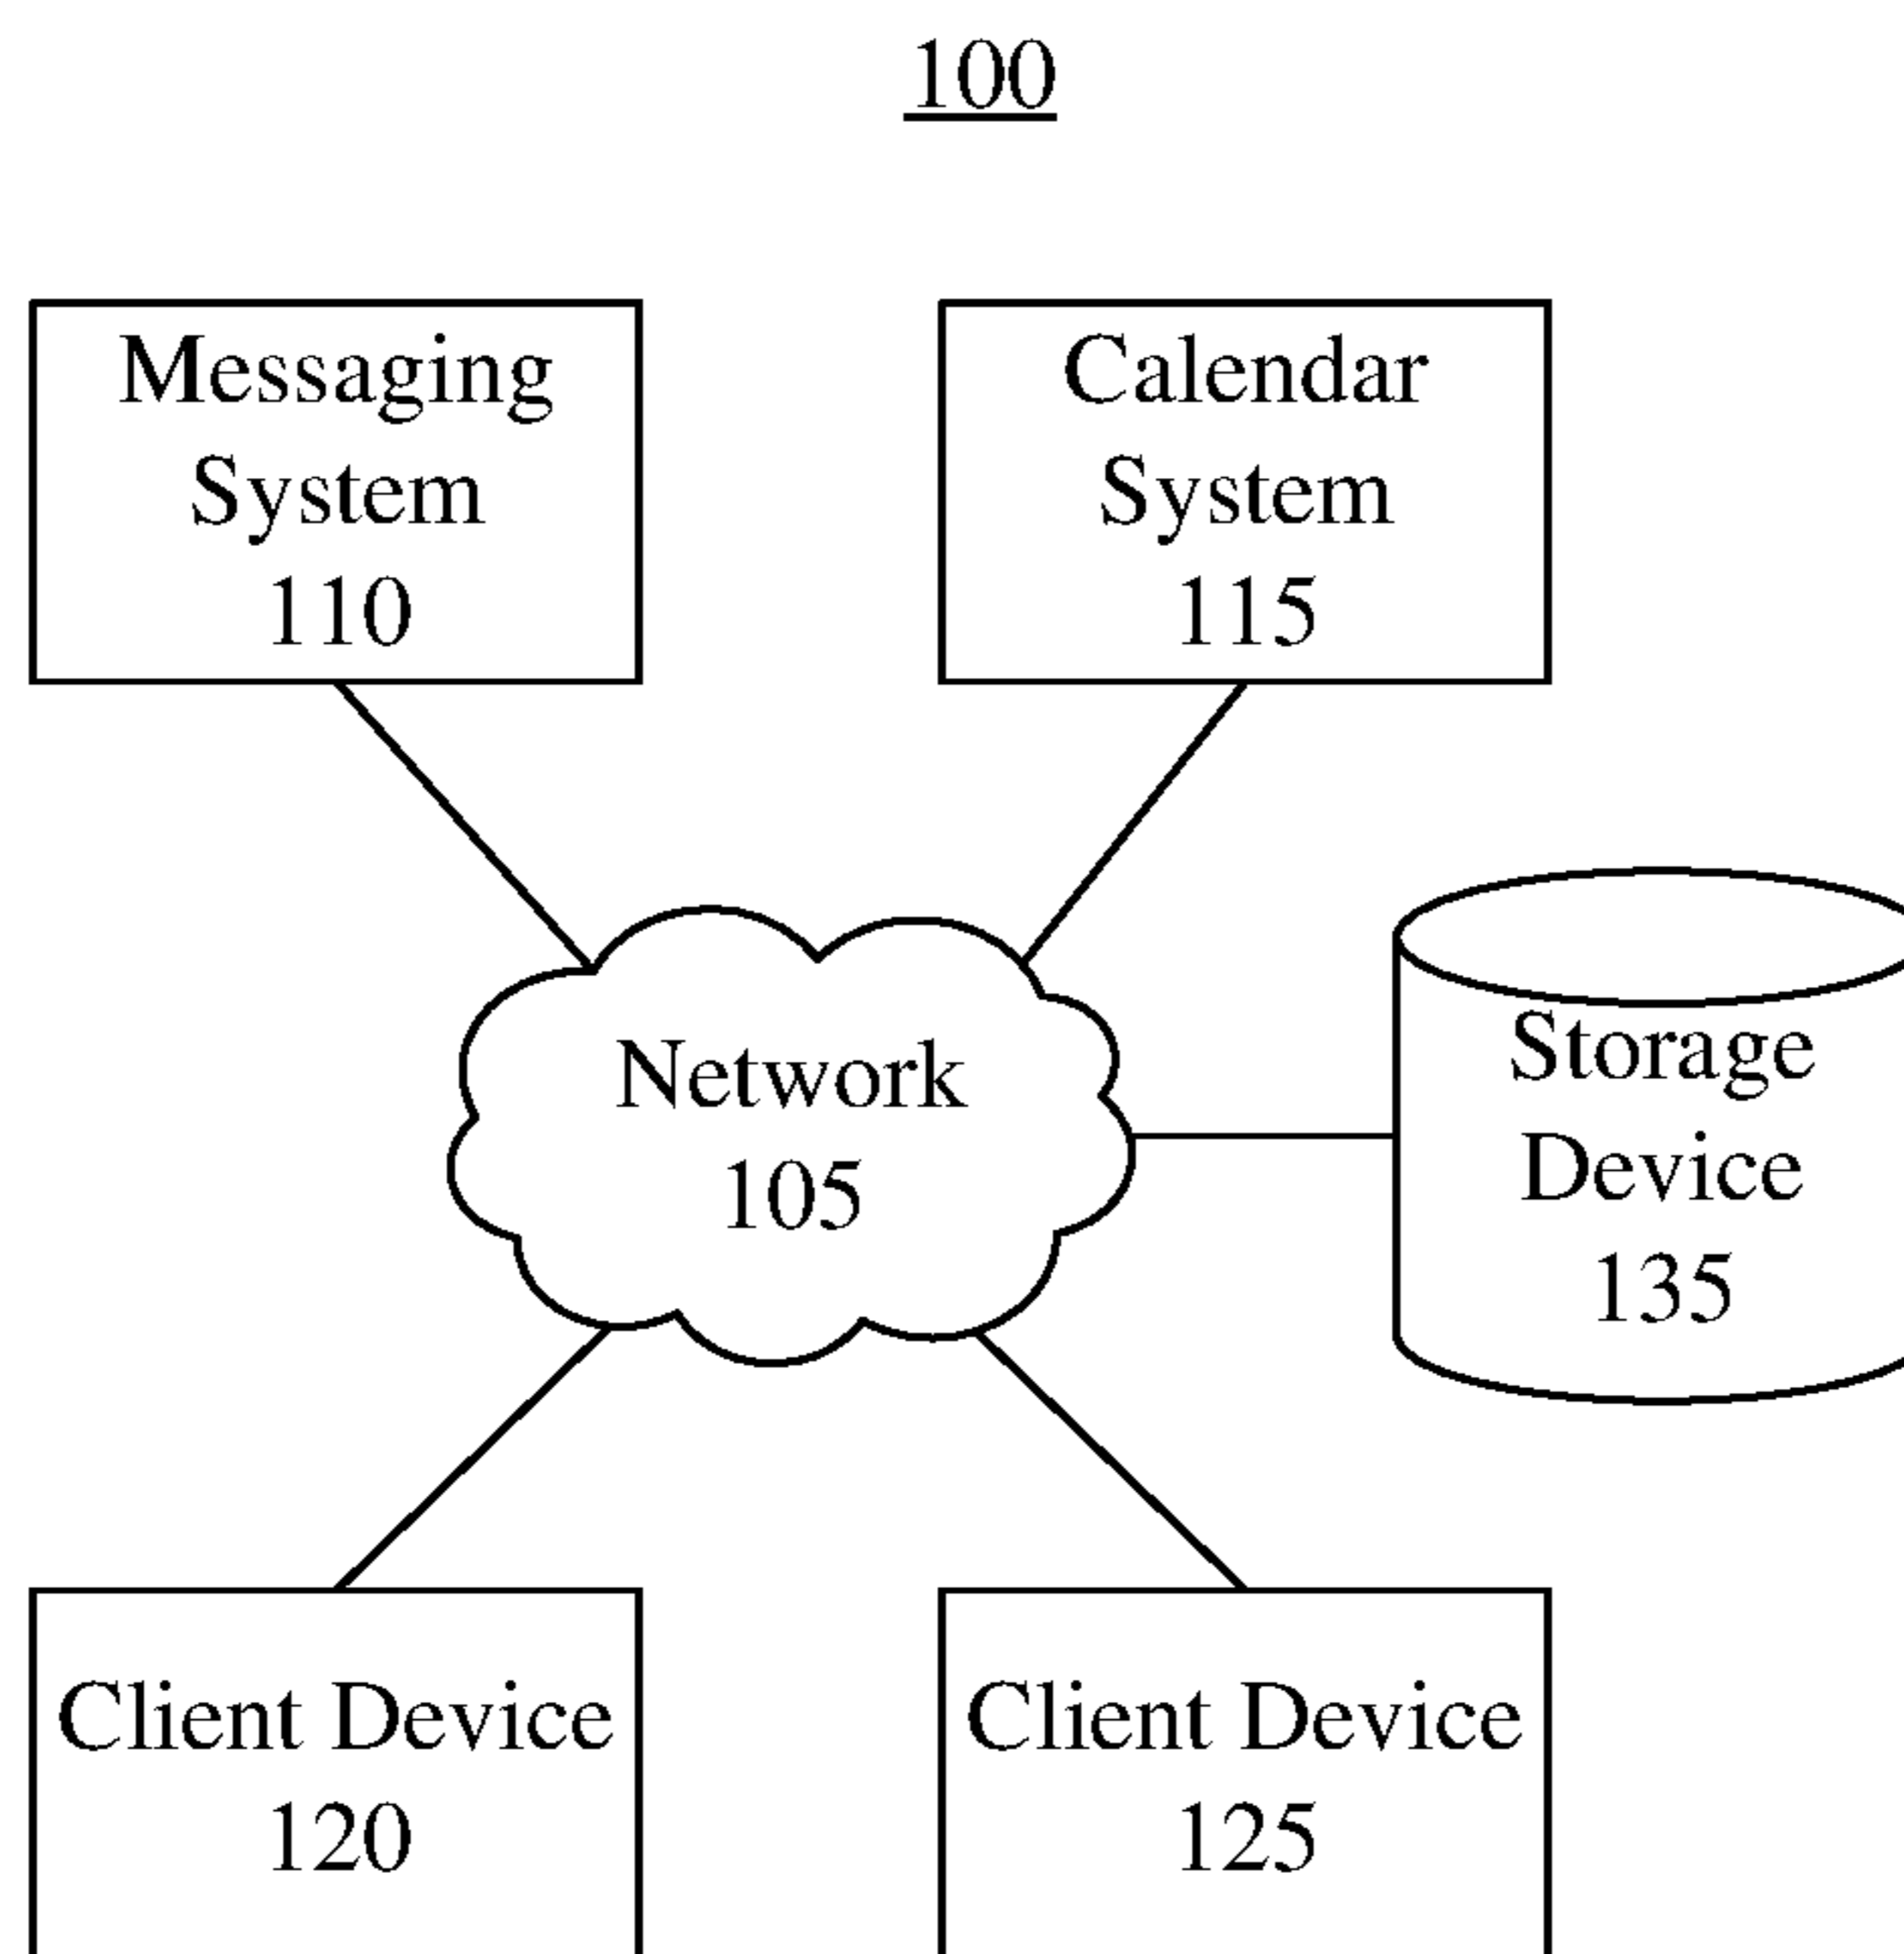 100
Messaging
System
110
Calendar
System
115
Network
105
Storage
Device
135
Client Device
120
Client Device
125